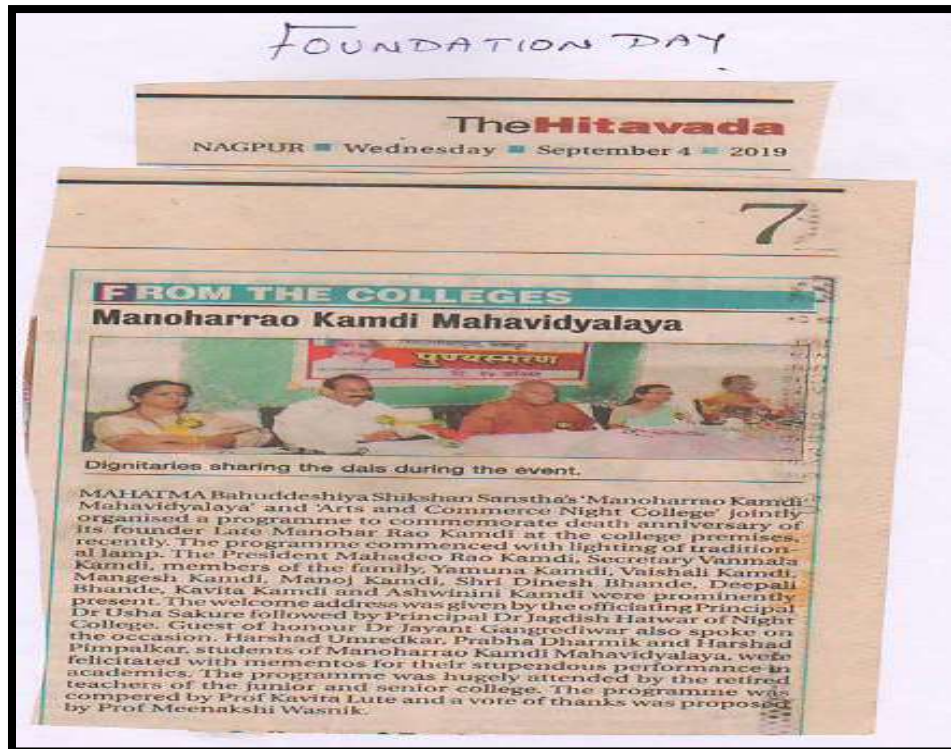 FOUNDATION DAY
TheHitavada
NAGPUR ■ Wednesday ■ September 4 ■ 2019
7
FROM THE COLLEGES
Manoharrao Kamdi Mahavidyalaya
पुण्यस्मरण
Dignitaries sharing the dais during the event.
MAHATMA Bahuddeshiya Shikshan Sanstha's 'Manoharrao Kamdi
Mahavidyalaya' and 'Arts and Commerce Night College' jointly
organised a programme to commemorate death anniversary of
its founder Late Manohar Rao Kamdi at the college premises,
recently. The programme commenced with lighting of tradition-
al lamp. The President Mahadeo Rao Kamdi, Secretary Vanmala
Kamdi, members of the family, Yamuna Kamdi, Vaishali Kamdi,
Mangesh Kamdi, Manoj Kamdi, Shri Dinesh Bhande, Deepali
Bhande, Kavita Kamdi and Ashwinini Kamdi were prominently
present. The welcome address was given by the officiating Principal
Dr Usha Sakure followed by Principal Dr Jagdish Hatwar of Night
College. Guest of honour Dr Jayant Gangrediwar also spoke on
the occasion. Harshad Umredkar, Prabha Dharmik and Harshad
Pimpalkar, students of Manoharrao Kamdi Mahavidyalaya, were
felicitated with mementos for their stupendous performance in
academics. The programme was hugely attended by the retired
teachers of the junior and senior college. The programme was
compered by Prof Kavita Lute and a vote of thanks was proposed
by Prof Meenakshi Wasnik.